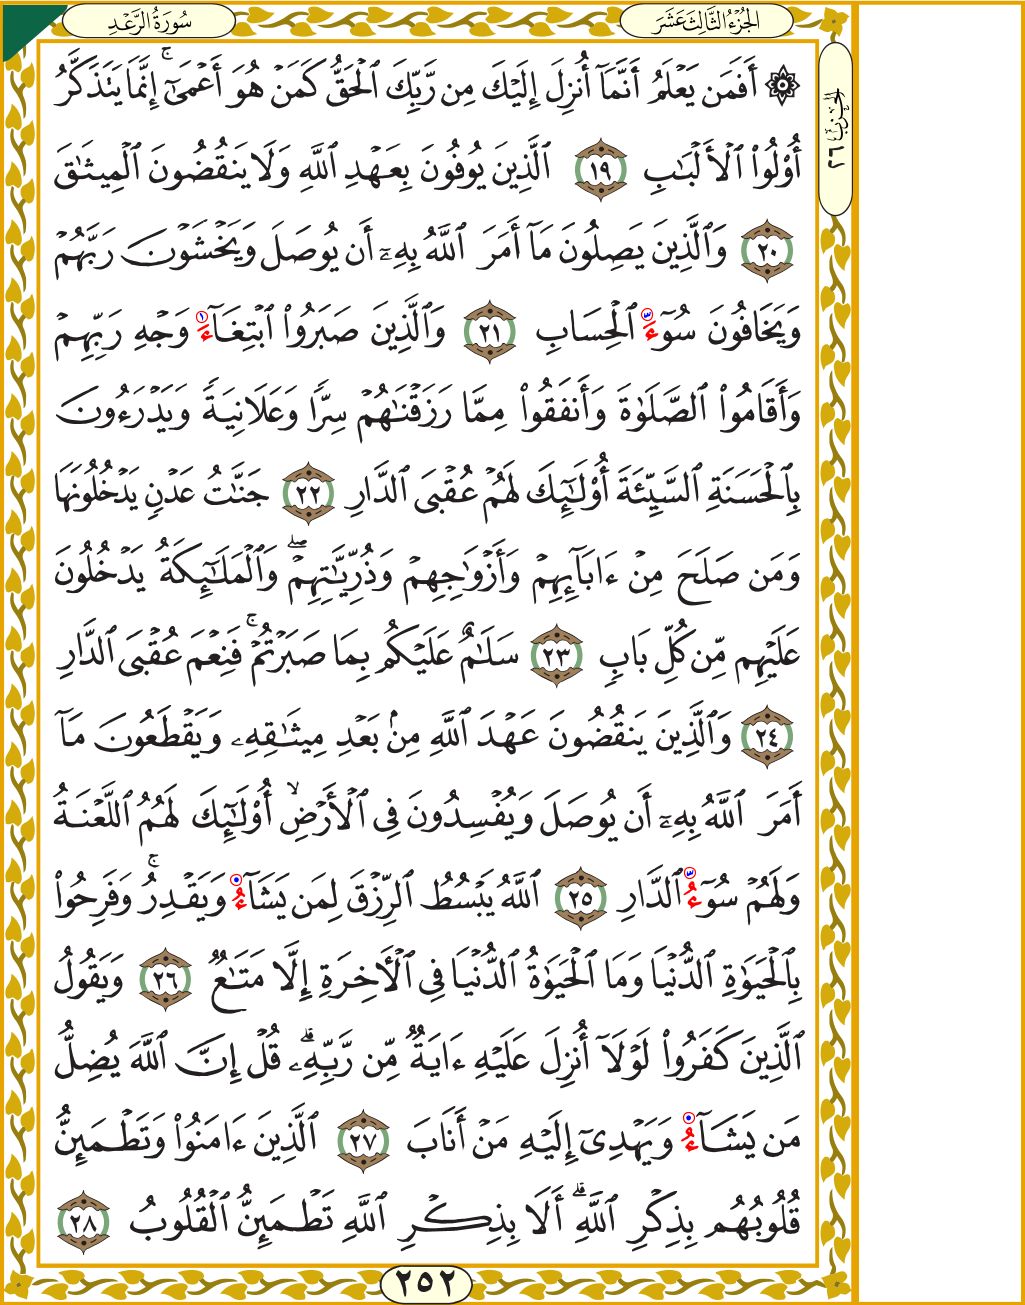 سُورَةُ الرَّعْدِ
الجُزْءُ الثَّالِثَ عَشَرَ
الحزب ٢٦
۞ أَفَمَن يَعْلَمُ أَنَّمَآ أُنزِلَ إِلَيْكَ مِن رَّبِّكَ ٱلْحَقُّ كَمَنْ هُوَ أَعْمَىٰٓۚ إِنَّمَا يَتَذَكَّرُ
أُو۟لُوا۟ ٱلْأَلْبَٰبِ ١٩ ٱلَّذِينَ يُوفُونَ بِعَهْدِ ٱللَّهِ وَلَا يَنقُضُونَ ٱلْمِيثَٰقَ
٢٠ وَٱلَّذِينَ يَصِلُونَ مَآ أَمَرَ ٱللَّهُ بِهِۦٓ أَن يُوصَلَ وَيَخْشَوْنَ رَبَّهُمْ
وَيَخَافُونَ سُوٓءَ ٱلْحِسَابِ ٢١ وَٱلَّذِينَ صَبَرُوا۟ ٱبْتِغَآءَ وَجْهِ رَبِّهِمْ
وَأَقَامُوا۟ ٱلصَّلَوٰةَ وَأَنفَقُوا۟ مِمَّا رَزَقْنَٰهُمْ سِرًّا وَعَلَانِيَةً وَيَدْرَءُونَ
بِٱلْحَسَنَةِ ٱلسَّيِّئَةَ أُو۟لَٰٓئِكَ لَهُمْ عُقْبَى ٱلدَّارِ ٢٢ جَنَّٰتُ عَدْنٍ يَدْخُلُونَهَا
وَمَن صَلَحَ مِنْ ءَابَآئِهِمْ وَأَزْوَٰجِهِمْ وَذُرِّيَّٰتِهِمْۖ وَٱلْمَلَٰٓئِكَةُ يَدْخُلُونَ
عَلَيْهِم مِّن كُلِّ بَابٍ ٢٣ سَلَٰمٌ عَلَيْكُم بِمَا صَبَرْتُمْۚ فَنِعْمَ عُقْبَى ٱلدَّارِ
٢٤ وَٱلَّذِينَ يَنقُضُونَ عَهْدَ ٱللَّهِ مِنۢ بَعْدِ مِيثَٰقِهِۦ وَيَقْطَعُونَ مَآ
أَمَرَ ٱللَّهُ بِهِۦٓ أَن يُوصَلَ وَيُفْسِدُونَ فِى ٱلْأَرْضِۙ أُو۟لَٰٓئِكَ لَهُمُ ٱللَّعْنَةُ
وَلَهُمْ سُوٓءُ ٱلدَّارِ ٢٥ ٱللَّهُ يَبْسُطُ ٱلرِّزْقَ لِمَن يَشَآءُ وَيَقْدِرُۚ وَفَرِحُوا۟
بِٱلْحَيَوٰةِ ٱلدُّنْيَا وَمَا ٱلْحَيَوٰةُ ٱلدُّنْيَا فِى ٱلْءَاخِرَةِ إِلَّا مَتَٰعٌ ٢٦ وَيَقُولُ
ٱلَّذِينَ كَفَرُوا۟ لَوْلَآ أُنزِلَ عَلَيْهِ ءَايَةٌ مِّن رَّبِّهِۦۗ قُلْ إِنَّ ٱللَّهَ يُضِلُّ
مَن يَشَآءُ وَيَهْدِىٓ إِلَيْهِ مَنْ أَنَابَ ٢٧ ٱلَّذِينَ ءَامَنُوا۟ وَتَطْمَئِنُّ
قُلُوبُهُم بِذِكْرِ ٱللَّهِۗ أَلَا بِذِكْرِ ٱللَّهِ تَطْمَئِنُّ ٱلْقُلُوبُ ٢٨
٢٥٢